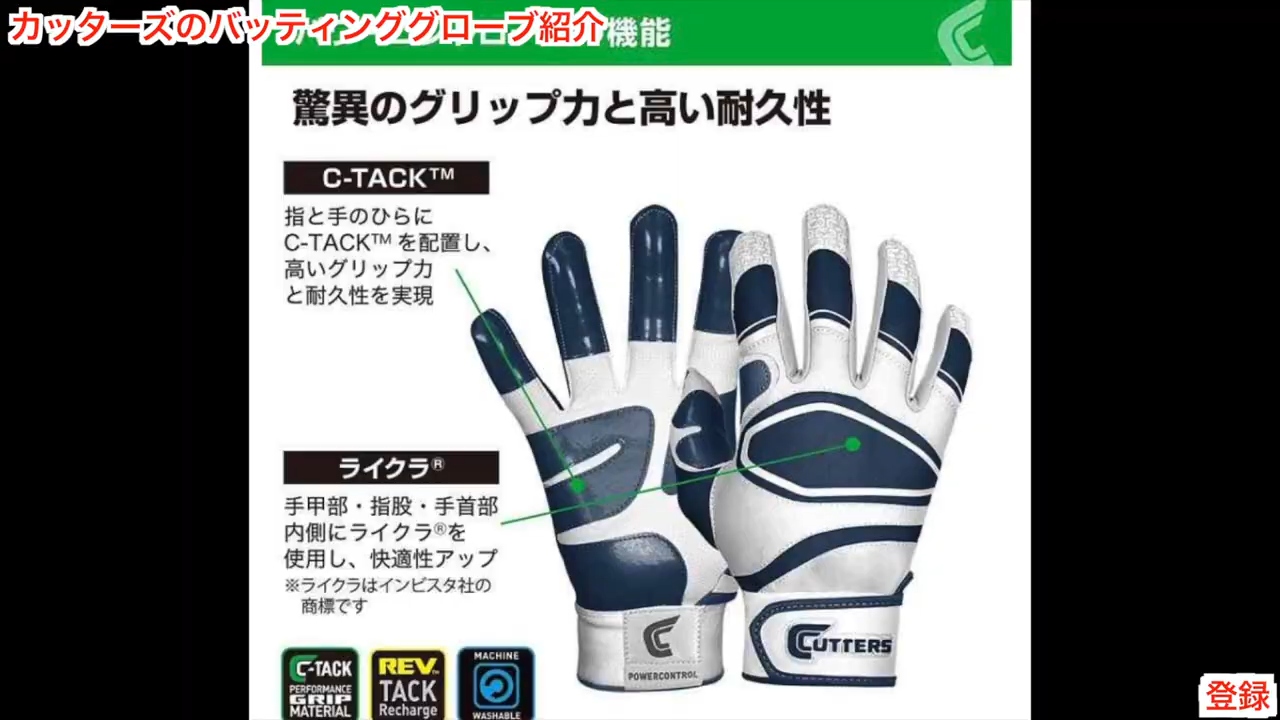 カッターズのバッティンググローブ紹介
機能
驚異のグリップ力と高い耐久性
C-TACK™
指と手のひらに
C-TACK™ を配置し、
高いグリップ力
と耐久性を実現
ライクラ®
手甲部・指股・手首部
内側にライクラ®を
使用し、快適性アップ
※ライクラはインビスタ社の
商標です
C-TACK
PERFORMANCE
GRIP
MATERIAL
REV™
TACK
Recharge
MACHINE
WASHABLE
POWERCONTROL
CUTTERS
登録